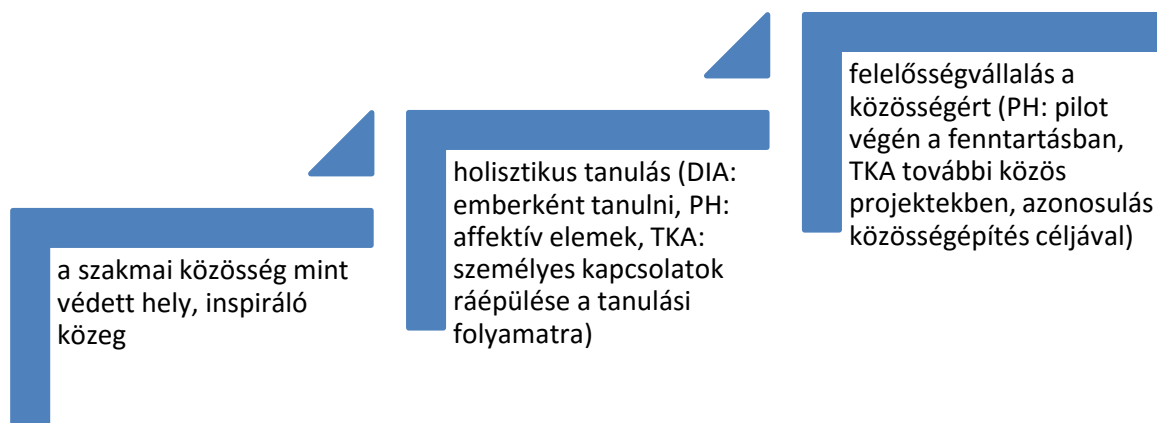 a szakmai közösség mint
védett hely, inspiráló
közeg
holisztikus tanulás (DIA:
emberként tanulni, PH:
affektív elemek, TKA:
személyes kapcsolatok
ráépülése a tanulási
folyamatra)
felelősségvállalás a
közösségért (PH: pilot
végén a fenntartásban,
TKA további közös
projektekben, azonosulás
közösségépítés céljával)